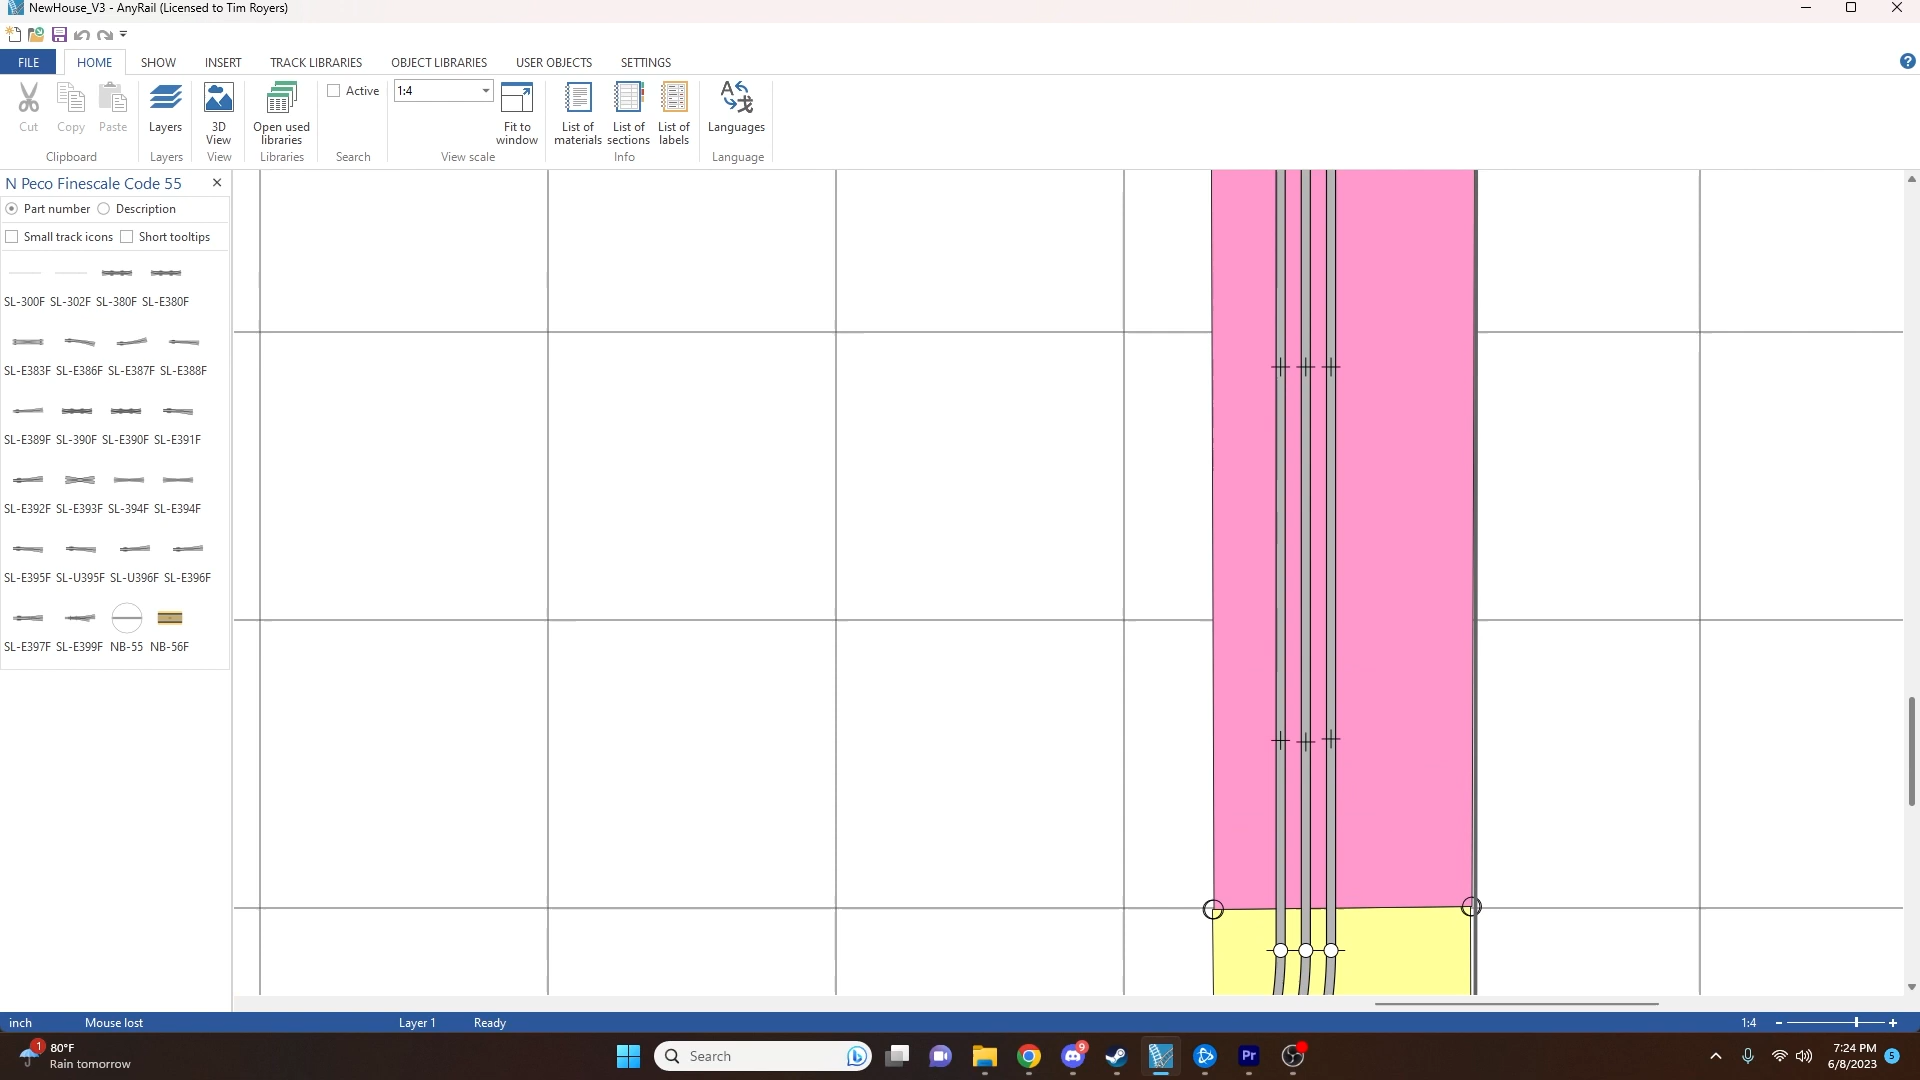 NewHouse_V3 - AnyRail (Licensed to Tim Royers)
FILE HOME SHOW INSERT TRACK LIBRARIES OBJECT LIBRARIES USER OBJECTS SETTINGS
Cut Copy Paste
Clipboard
Layers
Layers
3D View
View
Open used libraries
Libraries
Active
Search
1:4
Fit to window
View scale
List of materials
List of sections
List of labels
Info
Languages
Language
N Peco Finescale Code 55
Part number Description
Small track icons Short tooltips
SL-300F SL-302F SL-380F SL-E380F
SL-E383F SL-E386F SL-E387F SL-E388F
SL-E389F SL-390F SL-E390F SL-E391F
SL-E392F SL-E393F SL-394F SL-E394F
SL-E395F SL-U395F SL-U396F SL-E396F
SL-E397F SL-E399F NB-55 NB-56F
inch Mouse lost Layer 1 Ready 1:4
1
80°F
Rain tomorrow
Search
9
Pr
7:24 PM
6/8/2023
5